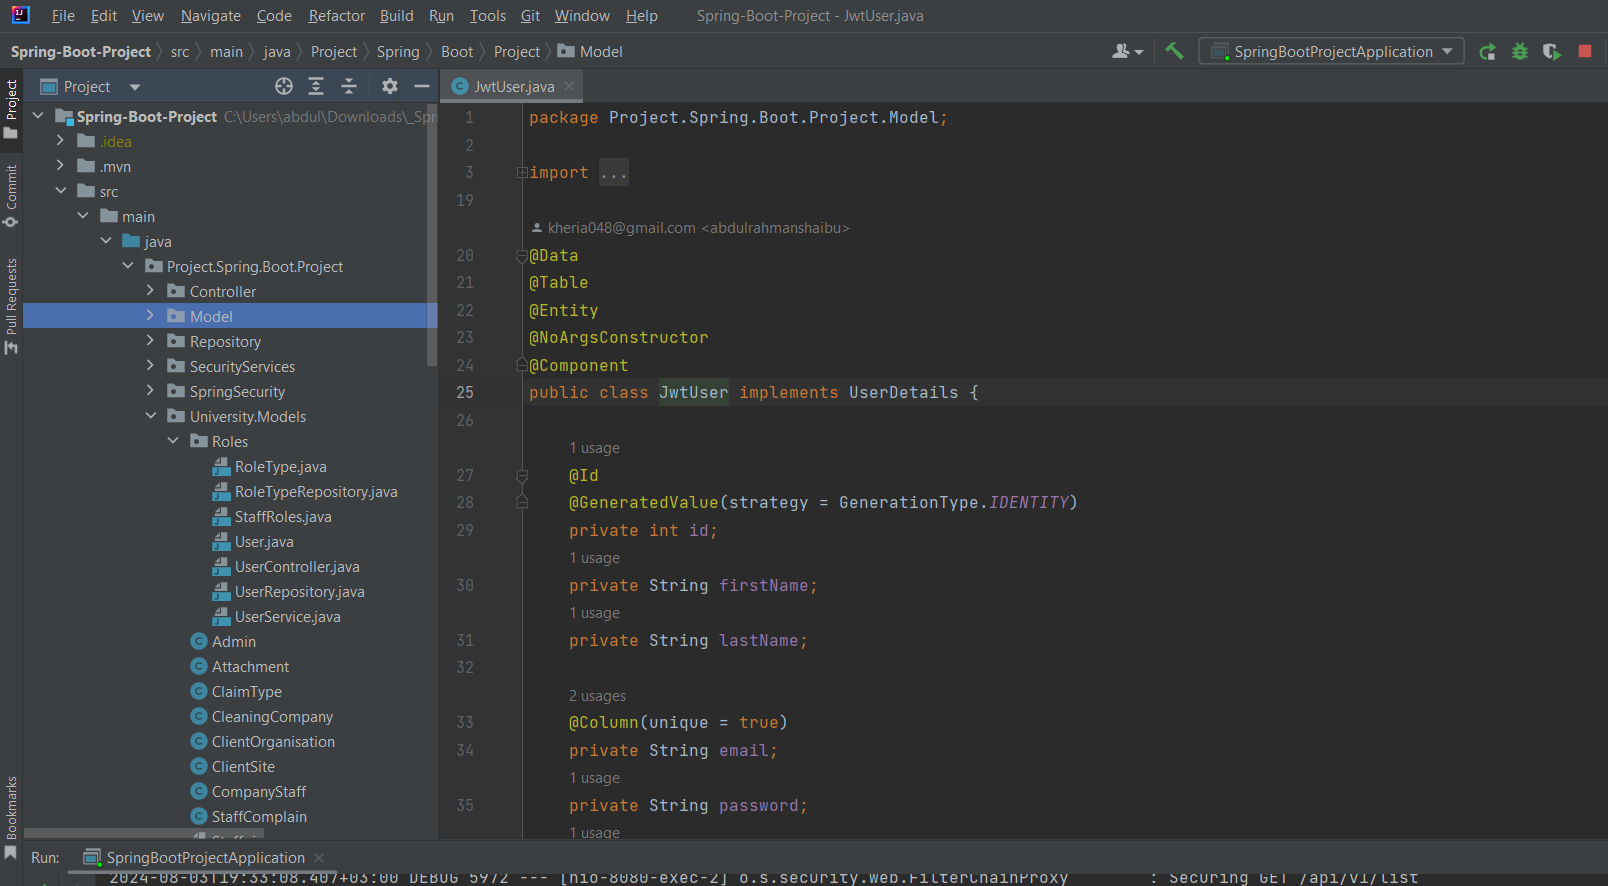 File Edit View Navigate Code Refactor Build Run Tools Git Window Help Spring-Boot-Project - JwtUser.java
Spring-Boot-Project src main java Project Spring Boot Project Model SpringBootProjectApplication
Project
Commit
Pull Requests
Bookmarks
Project
Spring-Boot-Project C:\Users\abdul\Downloads\_Spri
.idea
.mvn
src
main
java
Project.Spring.Boot.Project
Controller
Model
Repository
SecurityServices
SpringSecurity
University.Models
Roles
RoleType.java
RoleTypeRepository.java
StaffRoles.java
User.java
UserController.java
UserRepository.java
UserService.java
Admin
Attachment
ClaimType
CleaningCompany
ClientOrganisation
ClientSite
CompanyStaff
StaffComplain
JwtUser.java
1 package Project.Spring.Boot.Project.Model;
2
3 import ...
19
kheria048@gmail.com <abdulrahmanshaibu>
20 @Data
21 @Table
22 @Entity
23 @NoArgsConstructor
24 @Component
25 public class JwtUser implements UserDetails {
26
1 usage
27 @Id
28 @GeneratedValue(strategy = GenerationType.IDENTITY)
29 private int id;
1 usage
30 private String firstName;
1 usage
31 private String lastName;
32
2 usages
33 @Column(unique = true)
34 private String email;
1 usage
35 private String password;
1 usage
Run: SpringBootProjectApplication
2024-08-03T19:33:08.407+03:00 DEBUG 5972 --- [nio-8080-exec-2] o.s.security.web.FilterChainProxy : Securing GET /api/v1/list